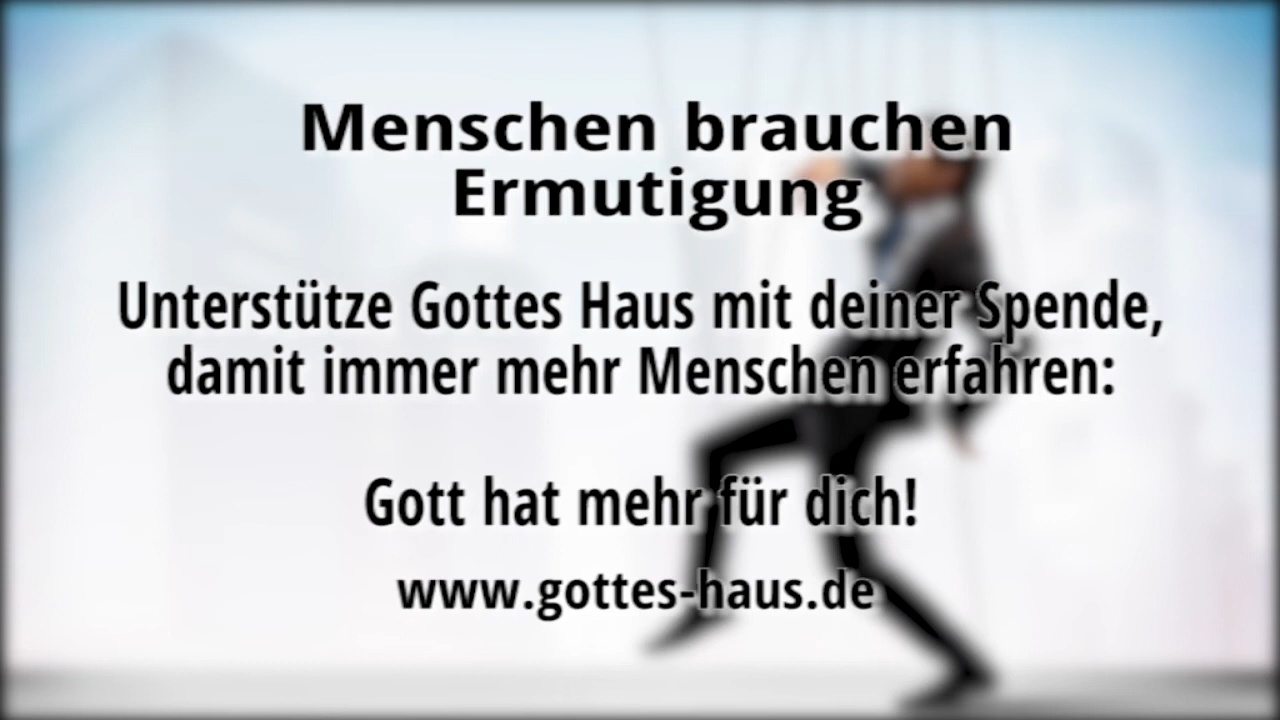 Menschen brauchen
Ermutigung
Unterstütze Gottes Haus mit deiner Spende,
damit immer mehr Menschen erfahren:
Gott hat mehr für dich!
www.gottes-haus.de